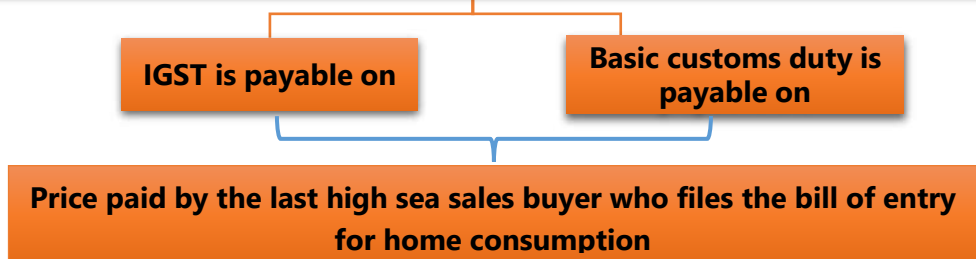 IGST is payable on
Basic customs duty is
payable on
Price paid by the last high sea sales buyer who files the bill of entry
for home consumption